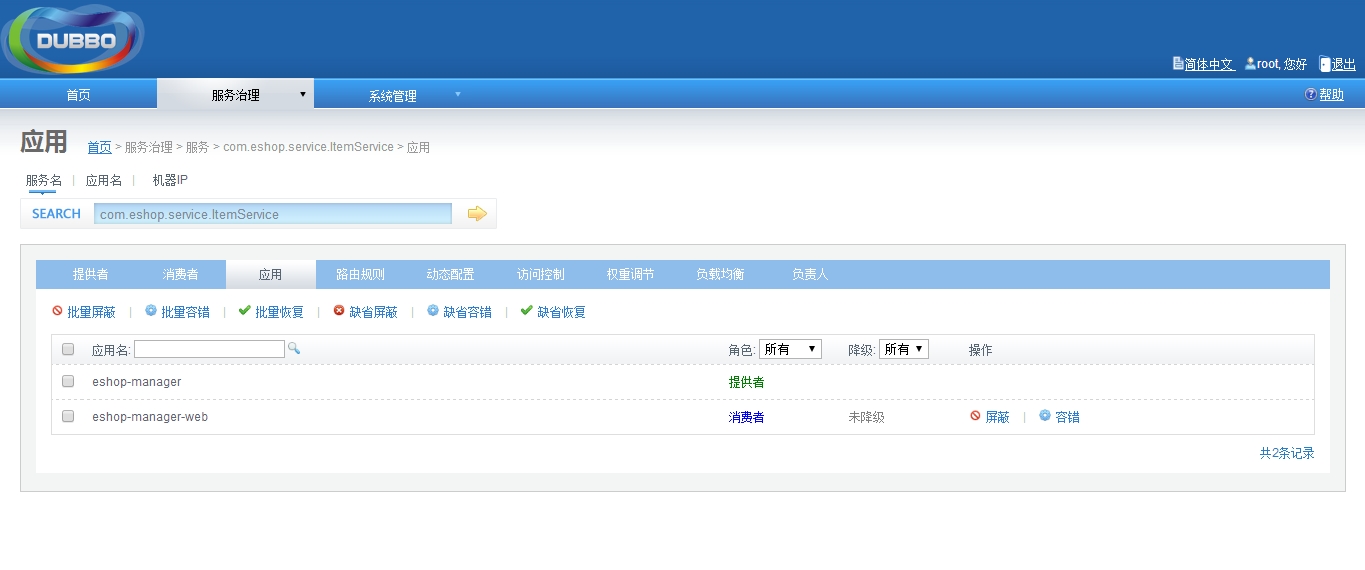 DUBBO
简体中文 root, 您好 退出
首页 服务治理 ▼ 系统管理 ▼ 帮助
应用 首页 > 服务治理 > 服务 > com.eshop.service.ItemService > 应用
服务名 | 应用名 | 机器IP
SEARCH com.eshop.service.ItemService
提供者 消费者 应用 路由规则 动态配置 访问控制 权重调节 负载均衡 负责人
批量屏蔽 | 批量容错 | 批量恢复 | 缺省屏蔽 | 缺省容错 | 缺省恢复
应用名: 角色: 所有 ▼ 降级: 所有 ▼ 操作
eshop-manager 提供者
eshop-manager-web 消费者 未降级 屏蔽 | 容错
共2条记录